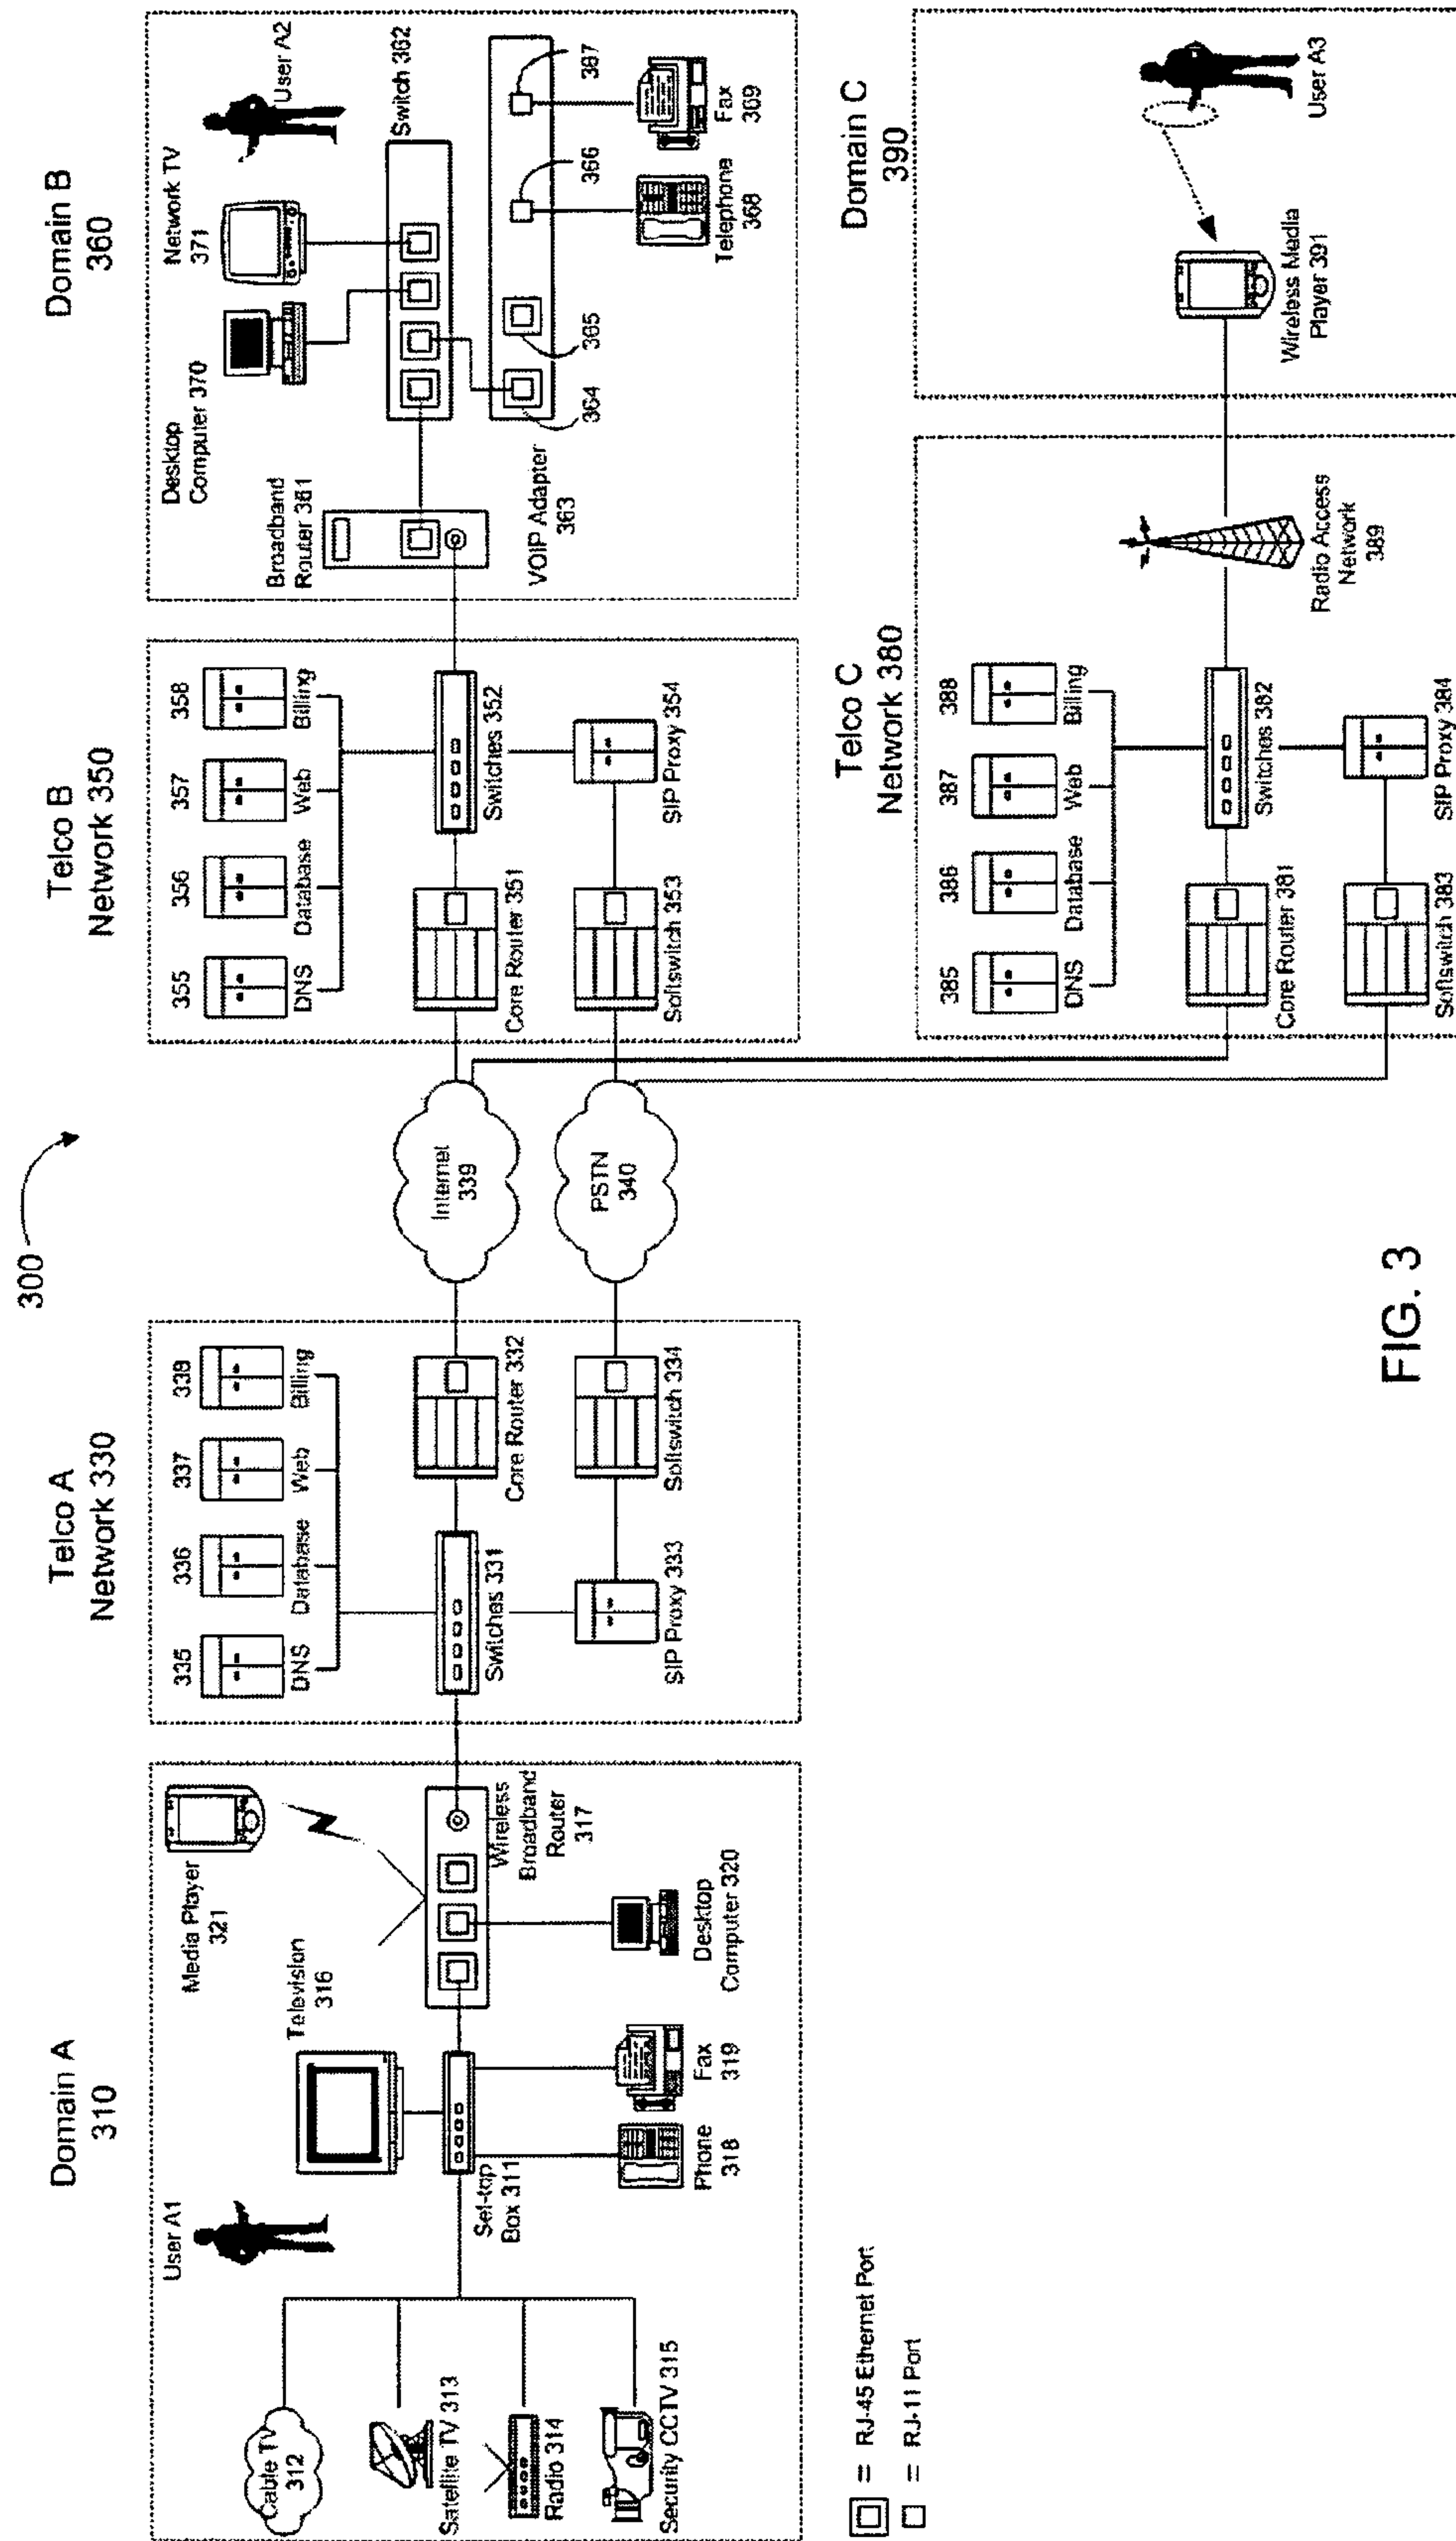 300
Domain A
310
User A1
Cable TV
312
Satellite TV 313
Radio 314
Security CCTV 315
Set-top
Box 311
Television
316
Phone
318
Fax
319
Media Player
321
Wireless
Broadband
Router
317
Desktop
Computer 320
Telco A
Network 330
335
DNS
336
Database
337
Web
338
Billing
Switches 331
Core Router 332
SIP Proxy 333
Softswitch 334
Internet
339
PSTN
340
Telco B
Network 350
355
DNS
356
Database
357
Web
358
Billing
Core Router 351
Switches 352
Softswitch 353
SIP Proxy 354
Domain B
360
Desktop
Computer 370
Network TV
371
User A2
Broadband
Router 361
Switch 362
VOIP Adapter
363
364
365
366
367
Telephone
368
Fax
369
Telco C
Network 380
385
DNS
386
Database
387
Web
388
Billing
Core Router 381
Switches 382
Softswitch 383
SIP Proxy 384
Radio Access
Network
389
Domain C
390
Wireless Media
Player 391
User A3
= RJ-45 Ethernet Port
= RJ-11 Port
FIG. 3